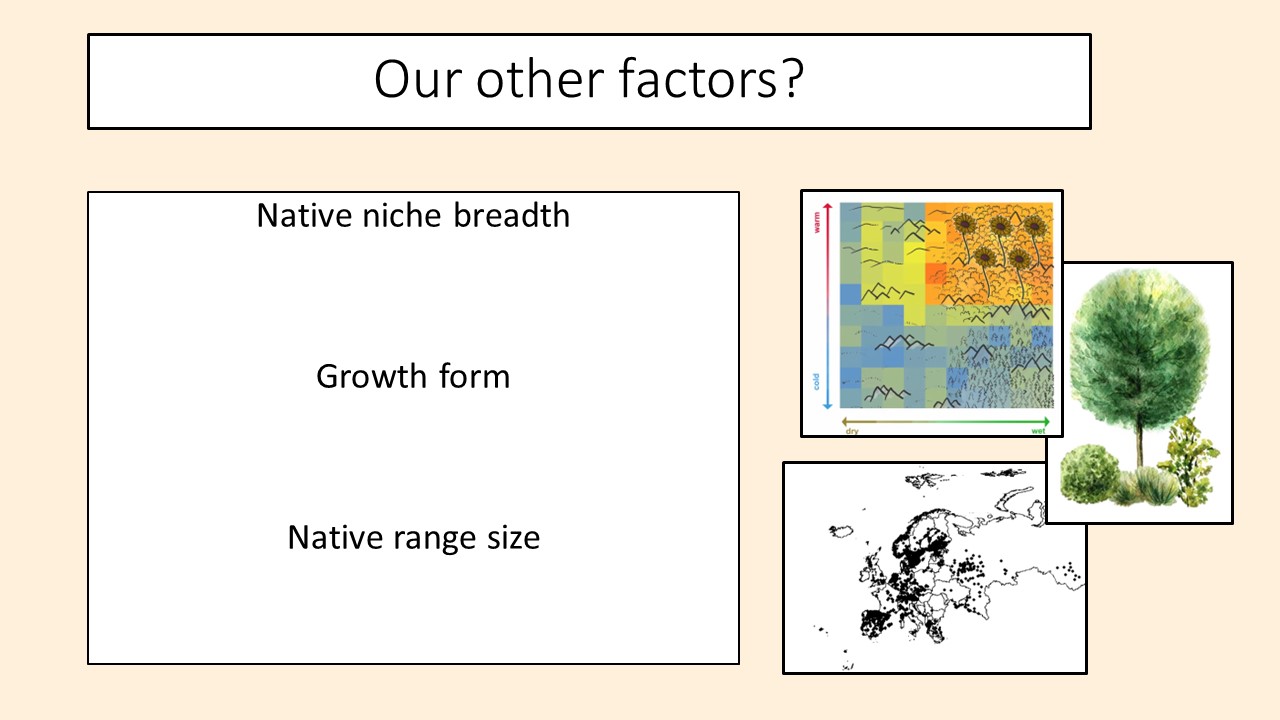 Our other factors?
Native niche breadth
Growth form
Native range size
warm
cold
dry
wet